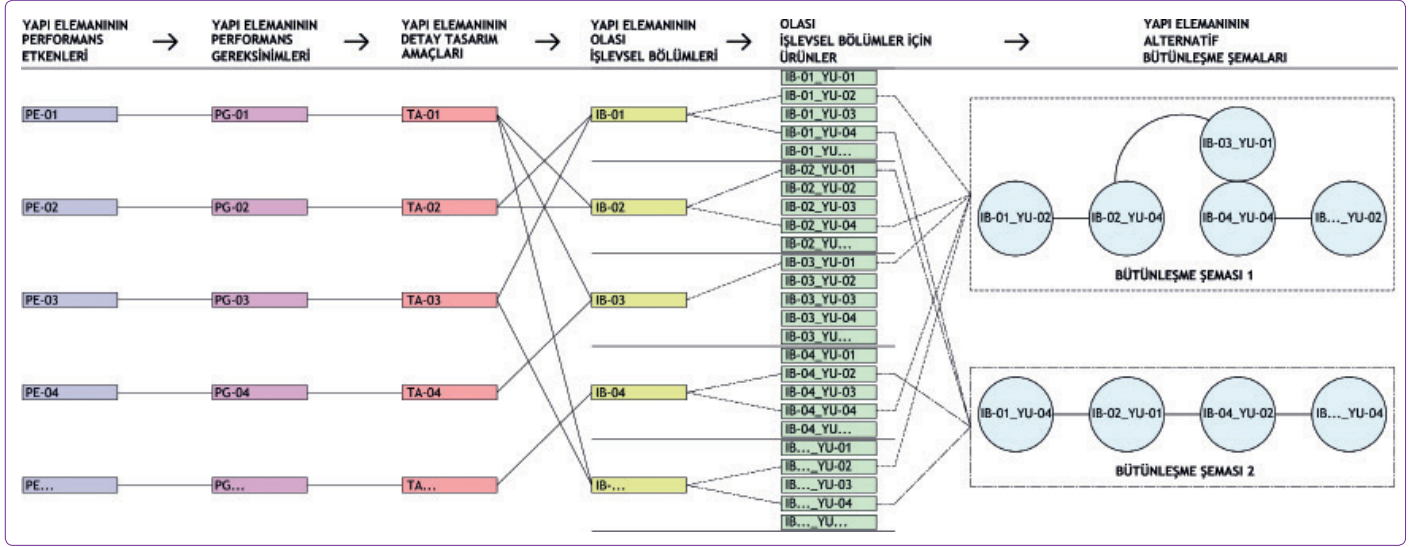 YAPI ELEMANININ
PERFORMANS
ETKENLERİ
→
YAPI ELEMANININ
PERFORMANS
GEREKSİNİMLERİ
→
YAPI ELEMANININ
DETAY TASARIM
AMAÇLARI
→
YAPI ELEMANININ
OLASI
İŞLEVSEL BÖLÜMLERİ
→
OLASI
İŞLEVSEL BÖLÜMLER İÇİN
ÜRÜNLER
→
YAPI ELEMANININ
ALTERNATİF
BÜTÜNLEŞME ŞEMALARI
PE-01
PE-02
PE-03
PE-04
PE...
PG-01
PG-02
PG-03
PG-04
PG...
TA-01
TA-02
TA-03
TA-04
TA...
IB-01
IB-02
IB-03
IB-04
IB-...
IB-01_YU-01
IB-01_YU-02
IB-01_YU-03
IB-01_YU-04
IB-01_YU...
IB-02_YU-01
IB-02_YU-02
IB-02_YU-03
IB-02_YU-04
IB-02_YU...
IB-03_YU-01
IB-03_YU-02
IB-03_YU-03
IB-03_YU-04
IB-03_YU...
IB-04_YU-01
IB-04_YU-02
IB-04_YU-03
IB-04_YU-04
IB-04_YU...
IB..._YU-01
IB..._YU-02
IB..._YU-03
IB..._YU-04
IB..._YU...
IB-03_YU-01
IB-01_YU-02
IB-02_YU-04
IB-04_YU-04
IB..._YU-02
BÜTÜNLEŞME ŞEMASI 1
IB-01_YU-04
IB-02_YU-01
IB-04_YU-02
IB..._YU-04
BÜTÜNLEŞME ŞEMASI 2